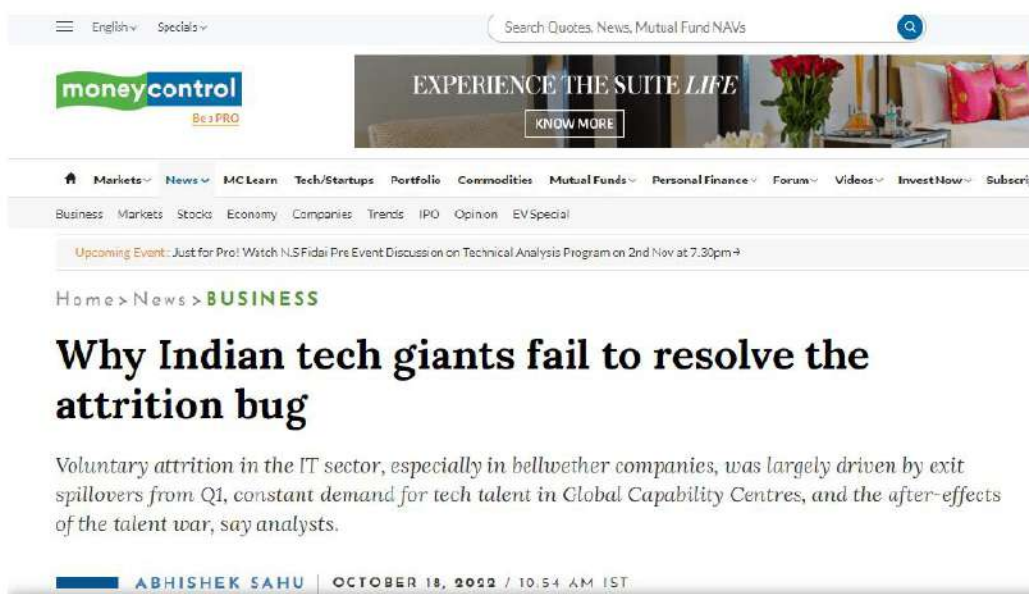 English Specials Search Quotes, News, Mutual Fund NAVs
moneycontrol
Be a PRO
EXPERIENCE THE SUITE LIFE
KNOW MORE
Markets News MC Learn Tech/Startups Portfolio Commodities Mutual Funds Personal Finance Forum Videos Invest Now Subscri
Business Markets Stocks Economy Companies Trends IPO Opinion EV Special
Upcoming Event : Just for Pro! Watch N.S Fidai Pre Event Discussion on Technical Analysis Program on 2nd Nov at 7.30pm →
Home > News > BUSINESS
Why Indian tech giants fail to resolve the
attrition bug
Voluntary attrition in the IT sector, especially in bellwether companies, was largely driven by exit
spillovers from Q1, constant demand for tech talent in Global Capability Centres, and the after-effects
of the talent war, say analysts.
ABHISHEK SAHU | OCTOBER 18, 2022 / 10:54 AM IST